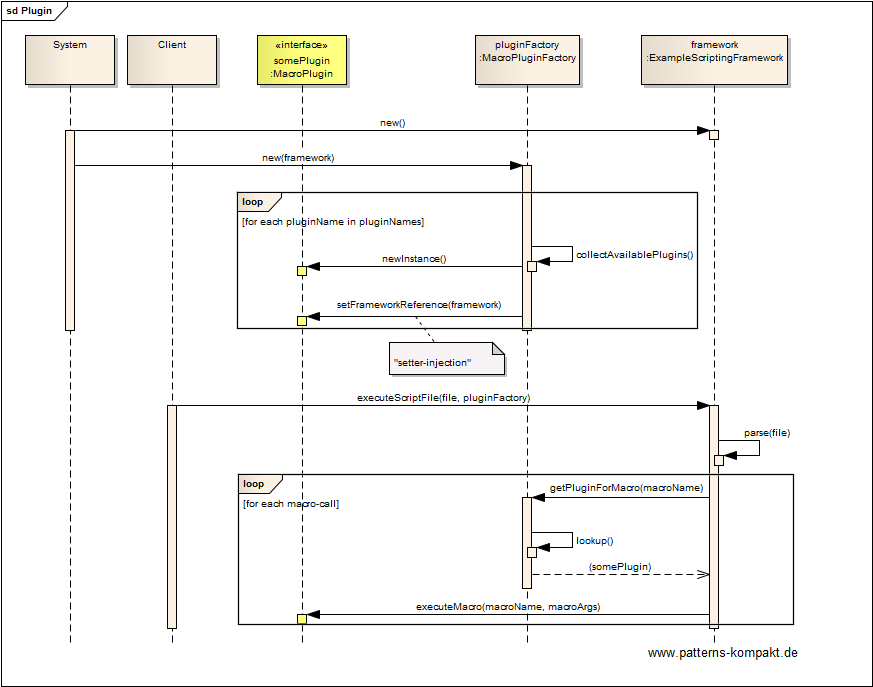 sd Plugin
System
Client
«interface»
somePlugin
:MacroPlugin
pluginFactory
:MacroPluginFactory
framework
:ExampleScriptingFramework
new()
new(framework)
loop
[for each pluginName in pluginNames]
collectAvailablePlugins()
newInstance()
setFrameworkReference(framework)
"setter-injection"
executeScriptFile(file, pluginFactory)
parse(file)
loop
getPluginForMacro(macroName)
[for each macro-call]
lookup()
(somePlugin)
executeMacro(macroName, macroArgs)
www.patterns-kompakt.de